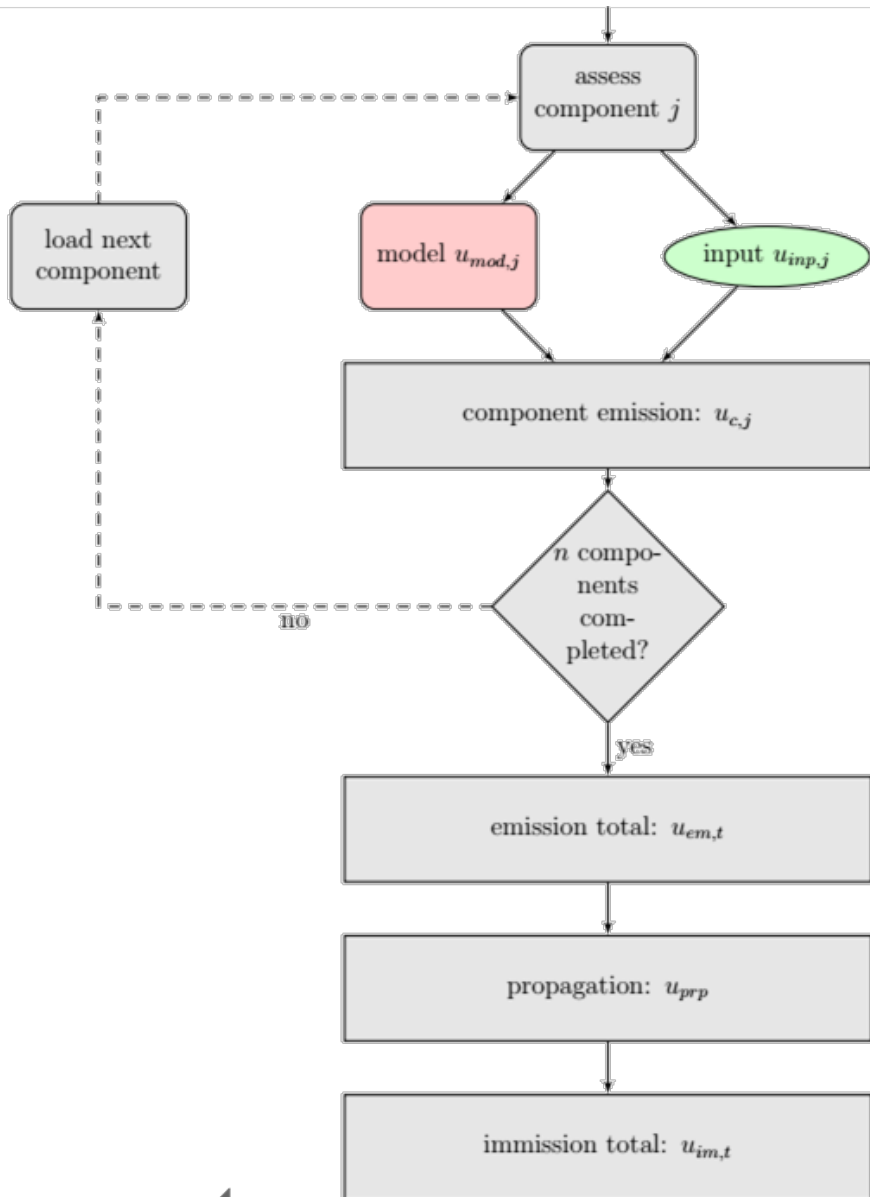 assess
component j
load next
component
model u_{mod,j}
input u_{inp,j}
component emission: u_{c,j}
n compo-
nents
com-
pleted?
no
yes
emission total: u_{em,t}
propagation: u_{prp}
immission total: u_{im,t}